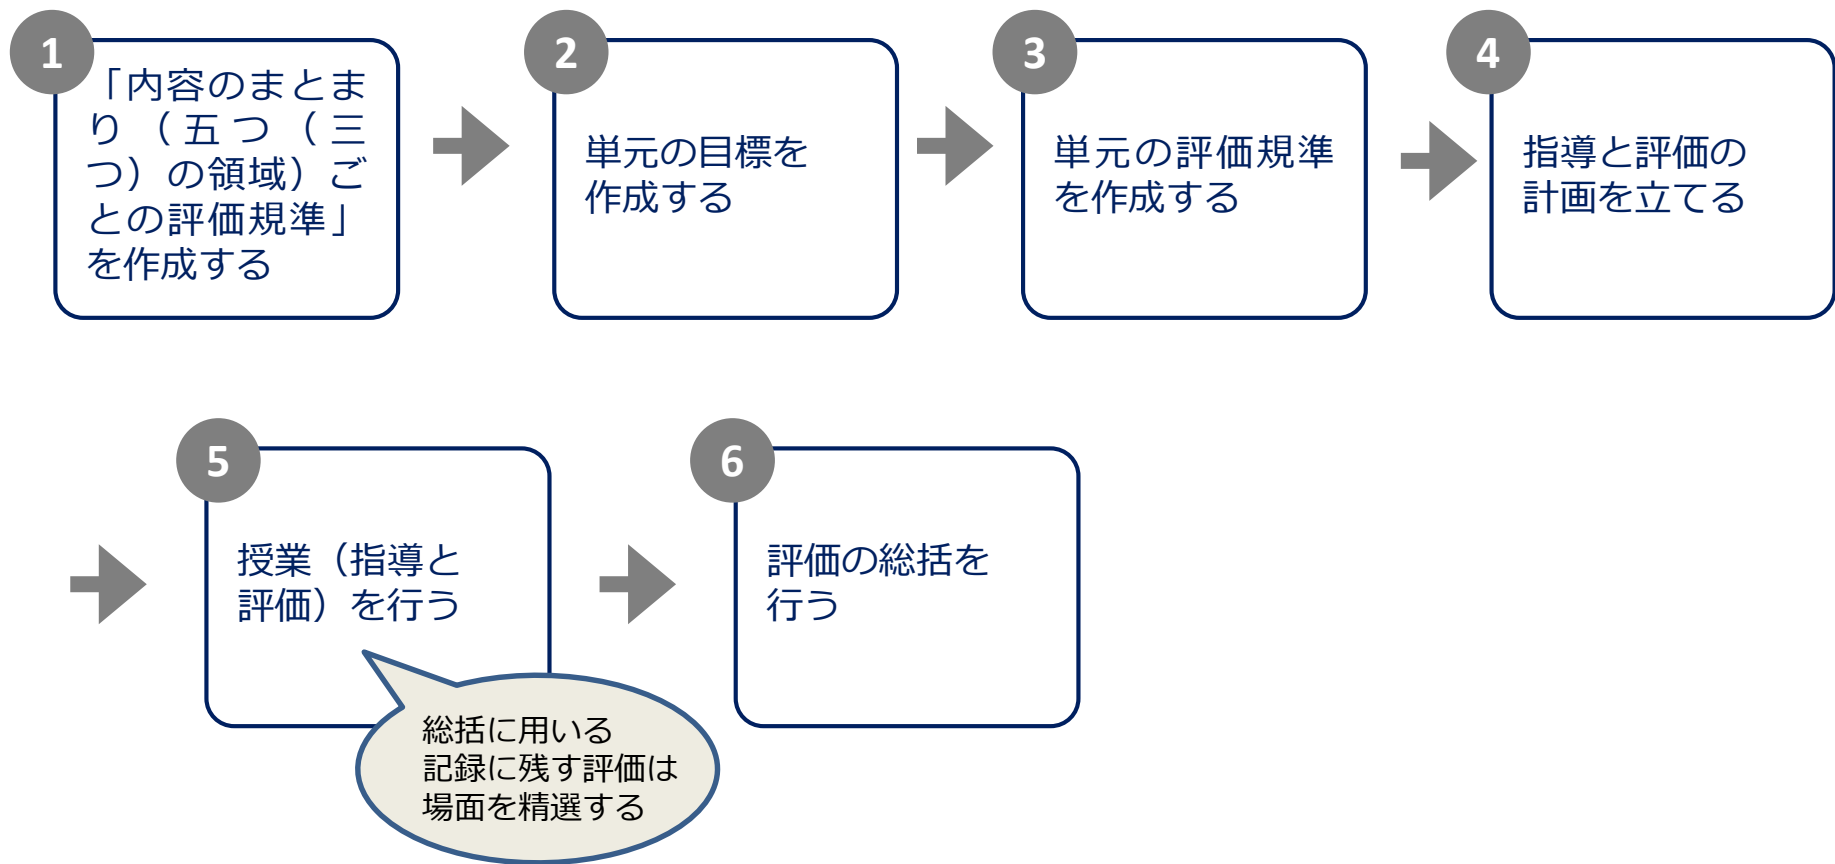 1
「内容のまとま
り（五つ（三
つ）の領域）ご
との評価規準」
を作成する
2
単元の目標を
作成する
3
単元の評価規準
を作成する
4
指導と評価の
計画を立てる
5
授業（指導と
評価）を行う
総括に用いる
記録に残す評価は
場面を精選する
6
評価の総括を
行う